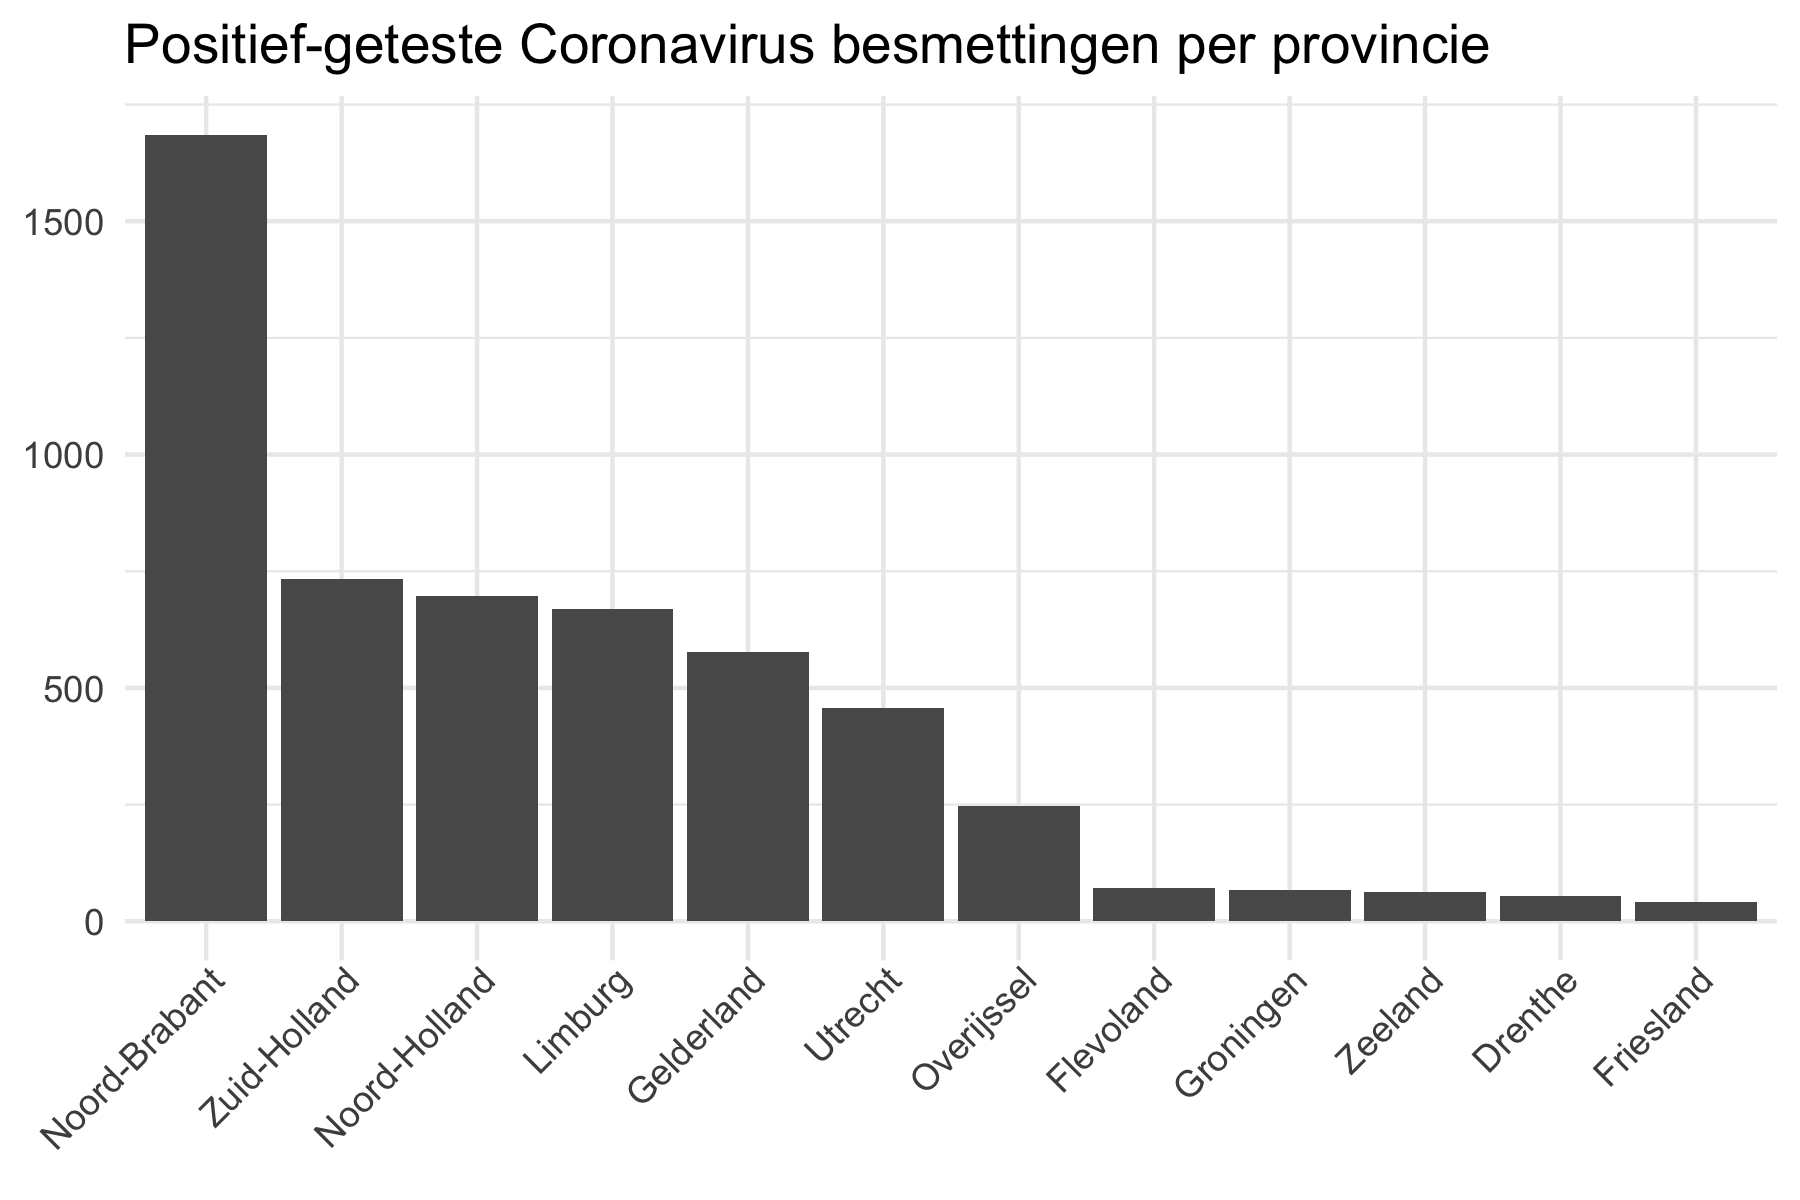 Positief-geteste Coronavirus besmettingen per provincie
1500
1000
500
0
Noord-Brabant
Zuid-Holland
Noord-Holland
Limburg
Gelderland
Utrecht
Overijssel
Flevoland
Groningen
Zeeland
Drenthe
Friesland